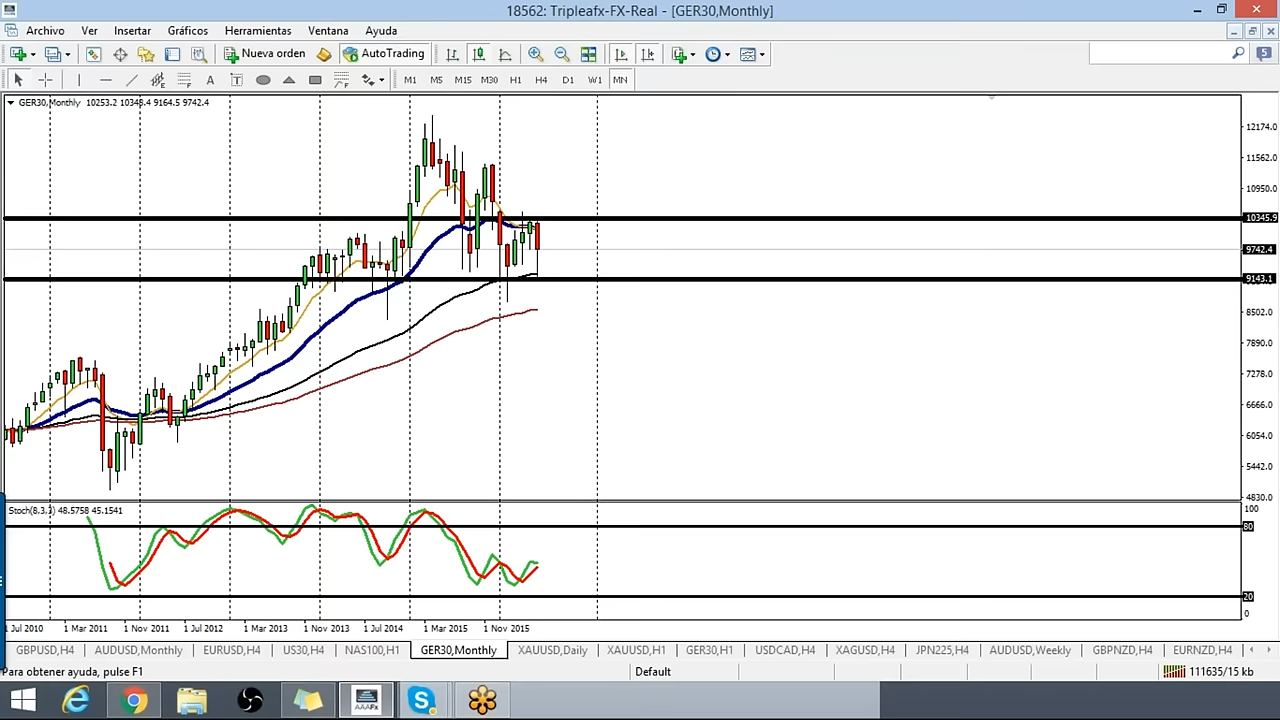 18562: Tripleafx-FX-Real - [GER30,Monthly]
Archivo Ver Insertar Gráficos Herramientas Ventana Ayuda
Nueva orden AutoTrading 5
A T F M1 M5 M15 M30 H1 H4 D1 W1 MN
GER30,Monthly 10253.2 10348.4 9164.5 9742.4
12174.0
11562.0
10950.0
10345.9
9742.4
9143.1
8502.0
7890.0
7278.0
6666.0
6054.0
5442.0
4830.0
Stoch(8,3,3) 48.5758 45.1541
100
80
20
0
1 Jul 2010 1 Mar 2011 1 Nov 2011 1 Jul 2012 1 Mar 2013 1 Nov 2013 1 Jul 2014 1 Mar 2015 1 Nov 2015
GBPUSD,H4 AUDUSD,Monthly EURUSD,H4 US30,H4 NAS100,H1 GER30,Monthly XAUUSD,Daily XAUUSD,H1 GER30,H1 USDCAD,H4 XAGUSD,H4 JPN225,H4 AUDUSD,Weekly GBPNZD,H4 EURNZD,H4
Para obtener ayuda, pulse F1 Default 111635/15 kb
AAAFx